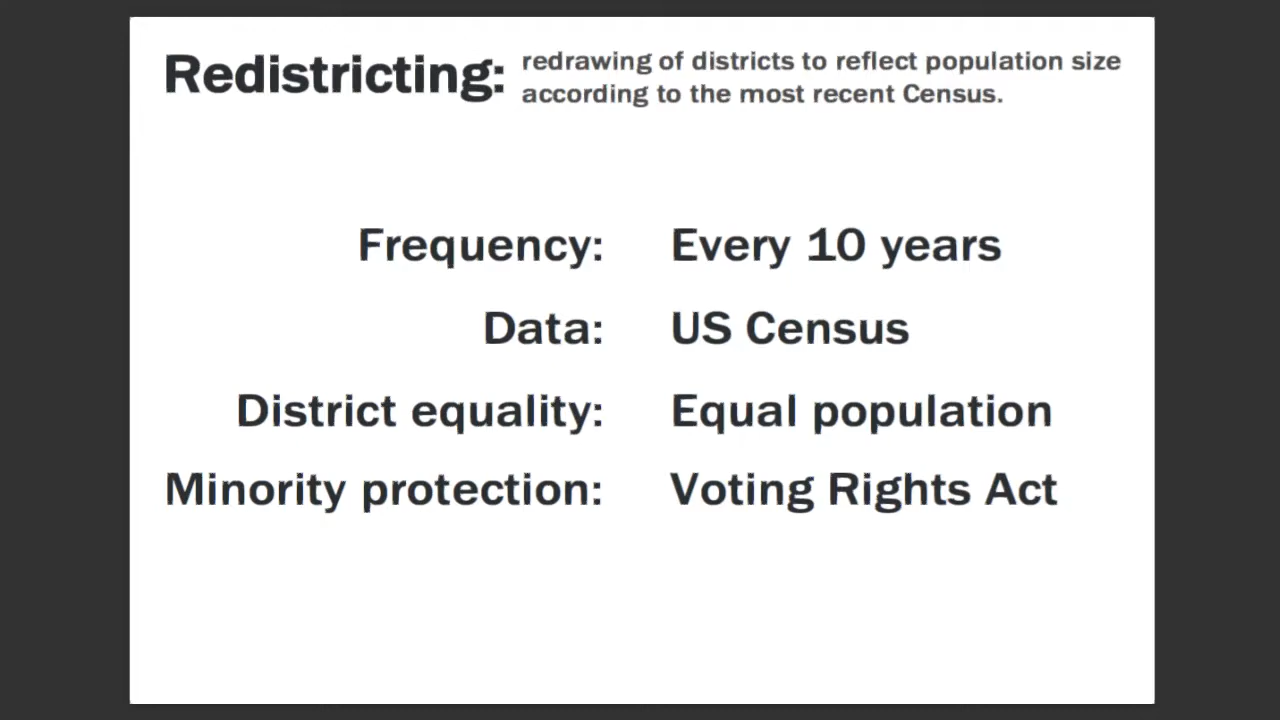 Redistricting: redrawing of districts to reflect population size
according to the most recent Census.
Frequency: Every 10 years
Data: US Census
District equality: Equal population
Minority protection: Voting Rights Act